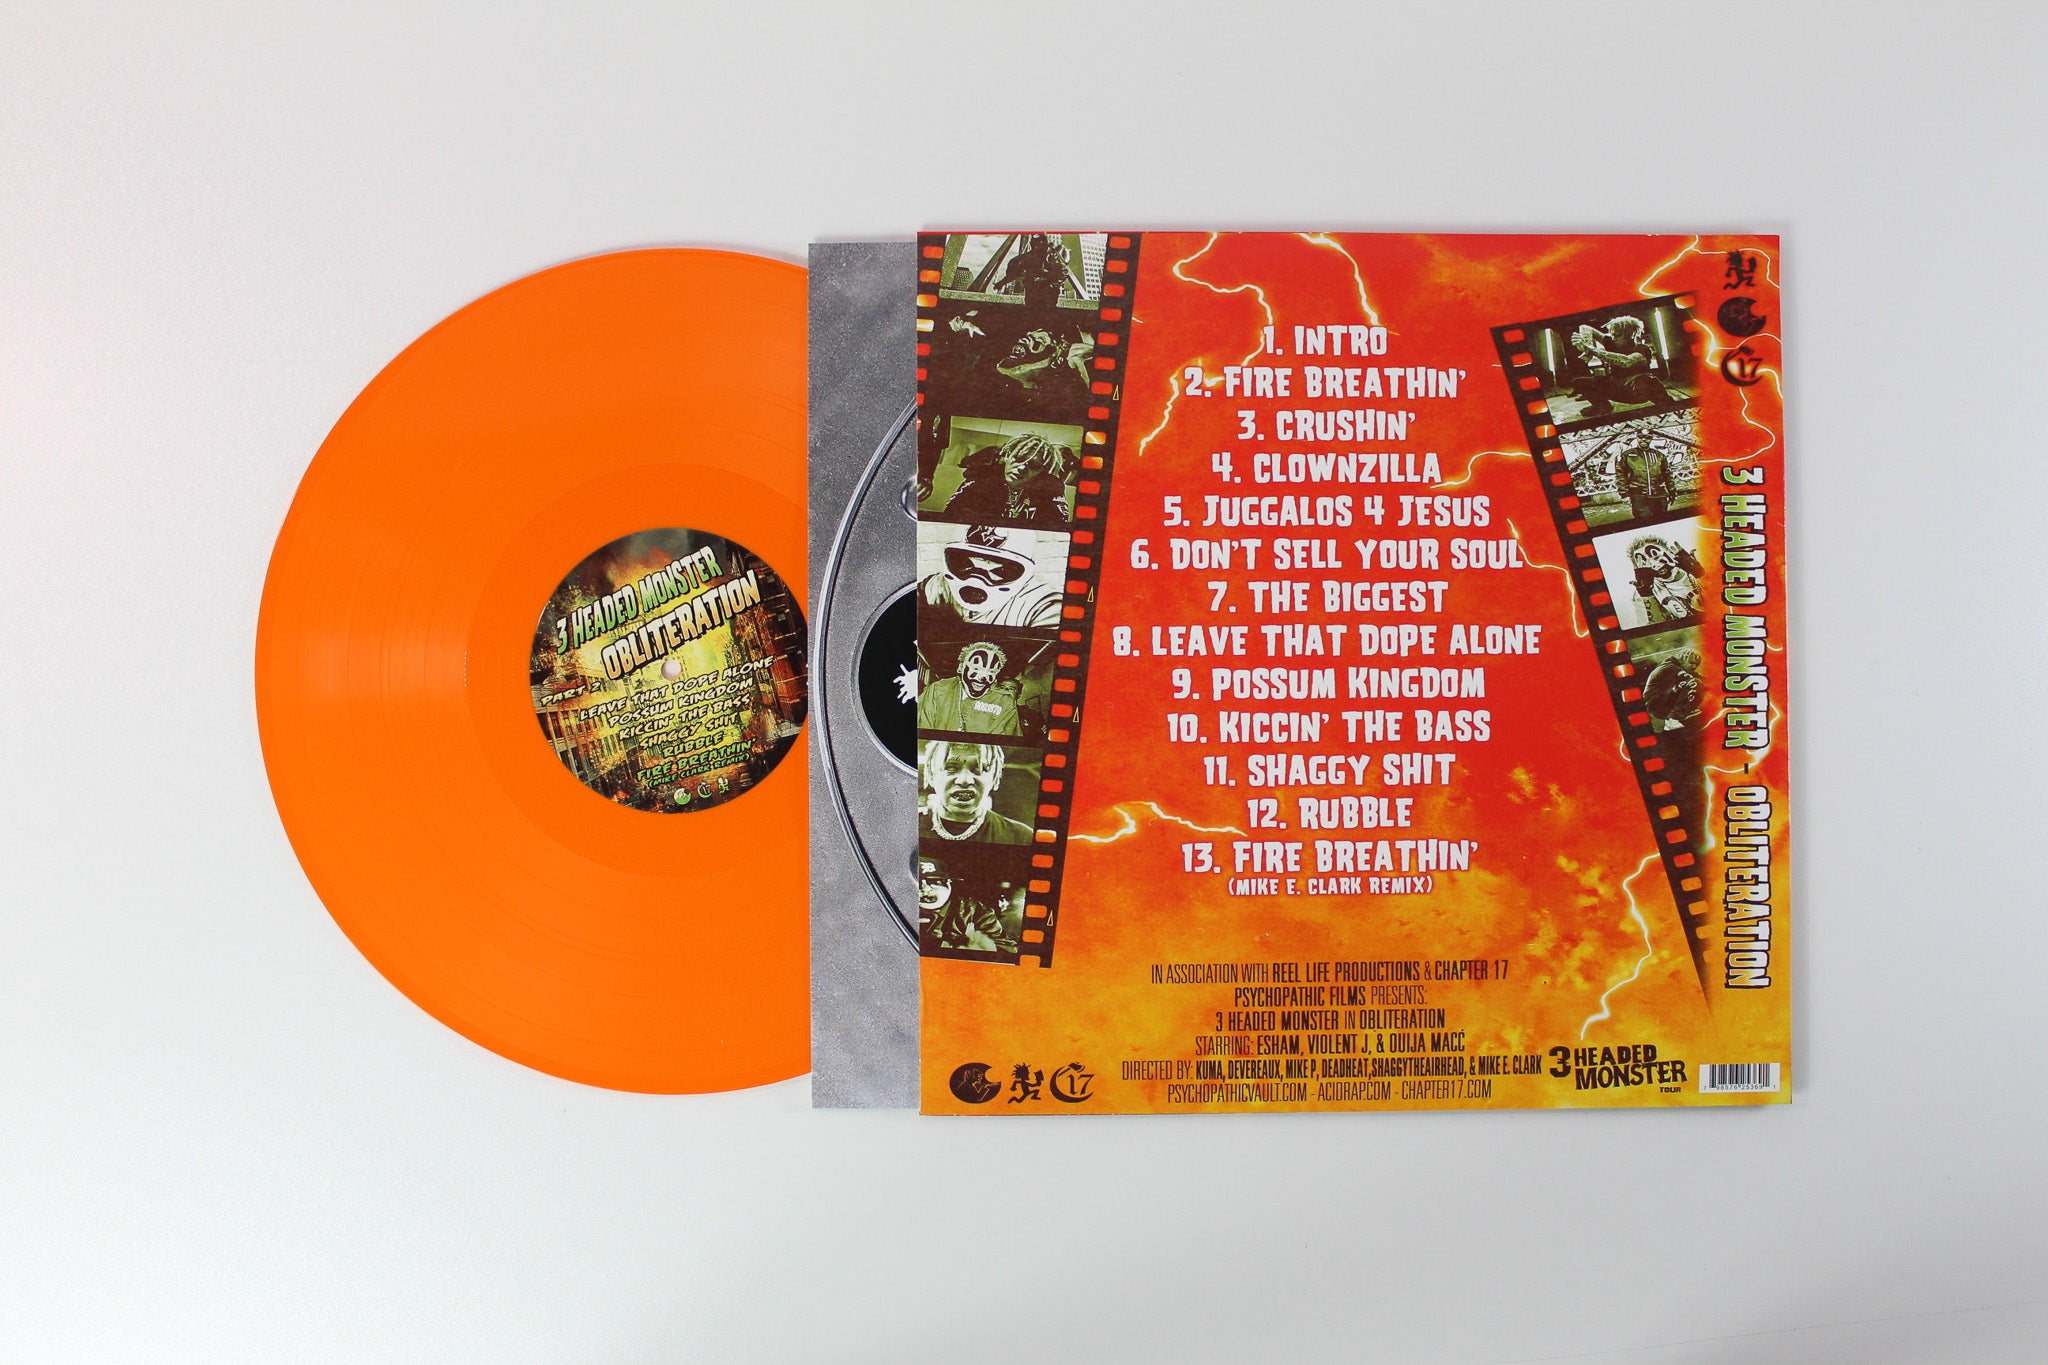 3 HEADED MONSTER
OBLITERATION
PART 2
LEAVE THAT DOPE ALONE
POSSUM KINGDOM
KICCIN' THE BASS
SHAGGY SHIT
RUBBLE
FIRE BREATHIN'
(MIKE CLARK REMIX)
1. INTRO
2. FIRE BREATHIN'
3. CRUSHIN'
4. CLOWNZILLA
5. JUGGALOS 4 JESUS
6. DON'T SELL YOUR SOUL
7. THE BIGGEST
8. LEAVE THAT DOPE ALONE
9. POSSUM KINGDOM
10. KICCIN' THE BASS
11. SHAGGY SHIT
12. RUBBLE
13. FIRE BREATHIN'
(MIKE E. CLARK REMIX)
IN ASSOCIATION WITH REEL LIFE PRODUCTIONS & CHAPTER 17
PSYCHOPATHIC FILMS PRESENTS:
3 HEADED MONSTER IN OBLITERATION
STARRING: ESHAM, VIOLENT J, & OUIJA MACC
DIRECTED BY: KUMA, DEVEREAUX, MIKE P, DEADHEAT,SHAGGYTHEAIRHEAD, & MIKE E. CLARK
PSYCHOPATHICVAULT.COM - ACIDRAP.COM - CHAPTER17.COM
C17
3 HEADED
MONSTER
TOUR
C17
3 HEADED MONSTER - OBLITERATION